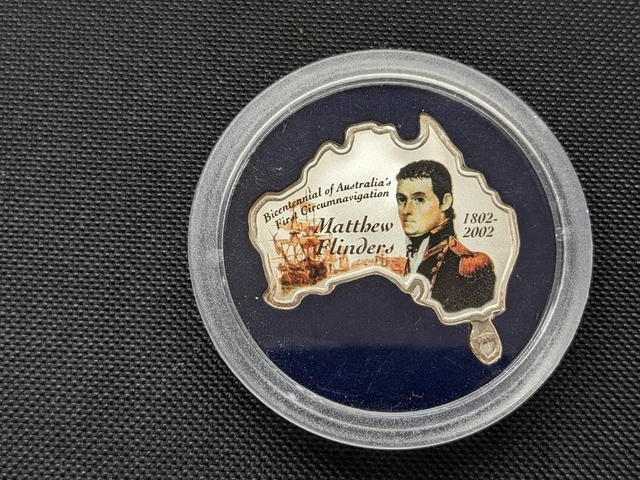 Bicentennial of Australia's
First Circumnavigation
Matthew
Flinders
1802-
2002